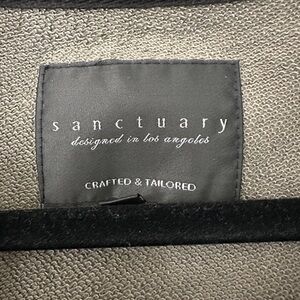 sanctuary
designed in los angeles
CRAFTED & TAILORED